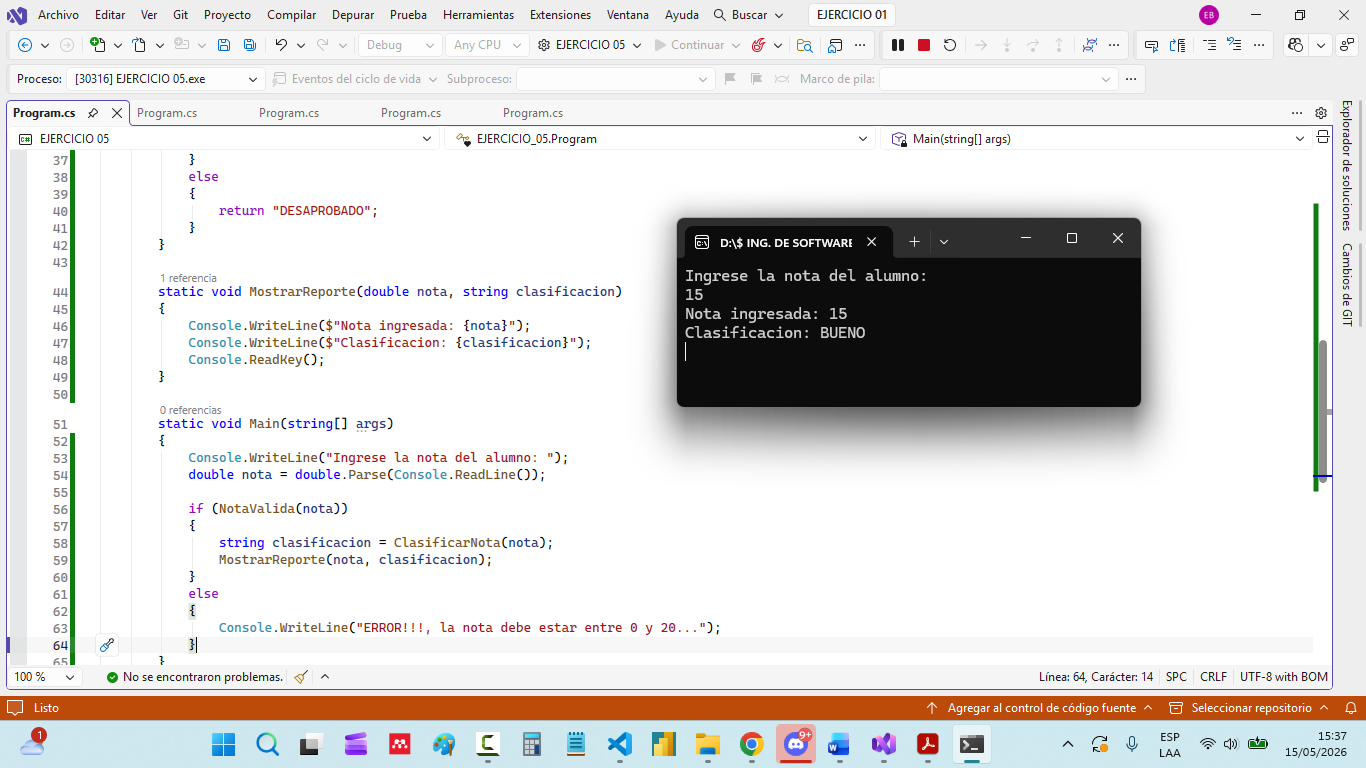 Archivo Editar Ver Git Proyecto Compilar Depurar Prueba Herramientas Extensiones Ventana Ayuda Buscar EJERCICIO 01 EB
Debug Any CPU EJERCICIO 05 Continuar
Proceso: [30316] EJERCICIO 05.exe Eventos del ciclo de vida Subproceso: Marco de pila:
Program.cs Program.cs Program.cs Program.cs Program.cs
EJERCICIO 05 EJERCICIO_05.Program Main(string[] args)
37 }
38 else
39 {
40 return "DESAPROBADO";
41 }
42 }
43
1 referencia
44 static void MostrarReporte(double nota, string clasificacion)
45 {
46 Console.WriteLine($"Nota ingresada: {nota}");
47 Console.WriteLine($"Clasificacion: {clasificacion}");
48 Console.ReadKey();
49 }
50
0 referencias
51 static void Main(string[] args)
52 {
53 Console.WriteLine("Ingrese la nota del alumno: ");
54 double nota = double.Parse(Console.ReadLine());
55
56 if (NotaValida(nota))
57 {
58 string clasificacion = ClasificarNota(nota);
59 MostrarReporte(nota, clasificacion);
60 }
61 else
62 {
63 Console.WriteLine("ERROR!!!, la nota debe estar entre 0 y 20...");
64 }
65 }
D:\$ ING. DE SOFTWARE
Ingrese la nota del alumno:
15
Nota ingresada: 15
Clasificacion: BUENO
Explorador de soluciones
Cambios de GIT
100 % No se encontraron problemas. Línea: 64, Carácter: 14 SPC CRLF UTF-8 with BOM
Listo Agregar al control de código fuente Seleccionar repositorio
1 9+ ESP LAA 15:37 15/05/2026